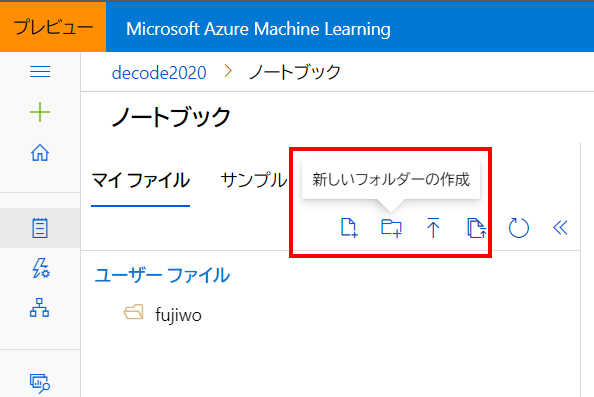 プレビュー
Microsoft Azure Machine Learning
decode2020 > ノートブック
ノートブック
マイ ファイル サンプル
新しいフォルダーの作成
ユーザー ファイル
fujiwo